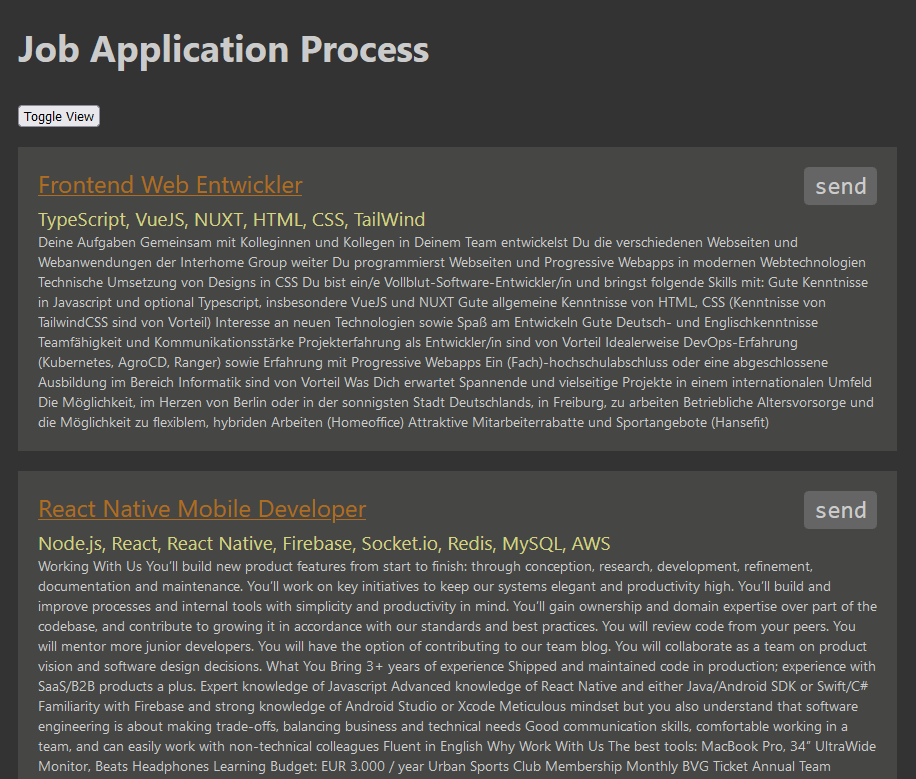 Job Application Process
Toggle View
Frontend Web Entwickler
send
TypeScript, VueJS, NUXT, HTML, CSS, TailWind
Deine Aufgaben Gemeinsam mit Kolleginnen und Kollegen in Deinem Team entwickelst Du die verschiedenen Webseiten und
Webanwendungen der Interhome Group weiter Du programmierst Webseiten und Progressive Webapps in modernen Webtechnologien
Technische Umsetzung von Designs in CSS Du bist ein/e Vollblut-Software-Entwickler/in und bringst folgende Skills mit: Gute Kenntnisse
in Javascript und optional Typescript, insbesondere VueJS und NUXT Gute allgemeine Kenntnisse von HTML, CSS (Kenntnisse von
TailwindCSS sind von Vorteil) Interesse an neuen Technologien sowie Spaß am Entwickeln Gute Deutsch- und Englischkenntnisse
Teamfähigkeit und Kommunikationsstärke Projekterfahrung als Entwickler/in sind von Vorteil Idealerweise DevOps-Erfahrung
(Kubernetes, AgroCD, Ranger) sowie Erfahrung mit Progressive Webapps Ein (Fach)-hochschulabschluss oder eine abgeschlossene
Ausbildung im Bereich Informatik sind von Vorteil Was Dich erwartet Spannende und vielseitige Projekte in einem internationalen Umfeld
Die Möglichkeit, im Herzen von Berlin oder in der sonnigsten Stadt Deutschlands, in Freiburg, zu arbeiten Betriebliche Altersvorsorge und
die Möglichkeit zu flexiblem, hybriden Arbeiten (Homeoffice) Attraktive Mitarbeiterrabatte und Sportangebote (Hansefit)
React Native Mobile Developer
send
Node.js, React, React Native, Firebase, Socket.io, Redis, MySQL, AWS
Working With Us You'll build new product features from start to finish: through conception, research, development, refinement,
documentation and maintenance. You'll work on key initiatives to keep our systems elegant and productivity high. You'll build and
improve processes and internal tools with simplicity and productivity in mind. You'll gain ownership and domain expertise over part of the
codebase, and contribute to growing it in accordance with our standards and best practices. You will review code from your peers. You
will mentor more junior developers. You will have the option of contributing to our team blog. You will collaborate as a team on product
vision and software design decisions. What You Bring 3+ years of experience Shipped and maintained code in production; experience with
SaaS/B2B products a plus. Expert knowledge of Javascript Advanced knowledge of React Native and either Java/Android SDK or Swift/C#
Familiarity with Firebase and strong knowledge of Android Studio or Xcode Meticulous mindset but you also understand that software
engineering is about making trade-offs, balancing business and technical needs Good communication skills, comfortable working in a
team, and can easily work with non-technical colleagues Fluent in English Why Work With Us The best tools: MacBook Pro, 34" UltraWide
Monitor, Beats Headphones Learning Budget: EUR 3.000 / year Urban Sports Club Membership Monthly BVG Ticket Annual Team